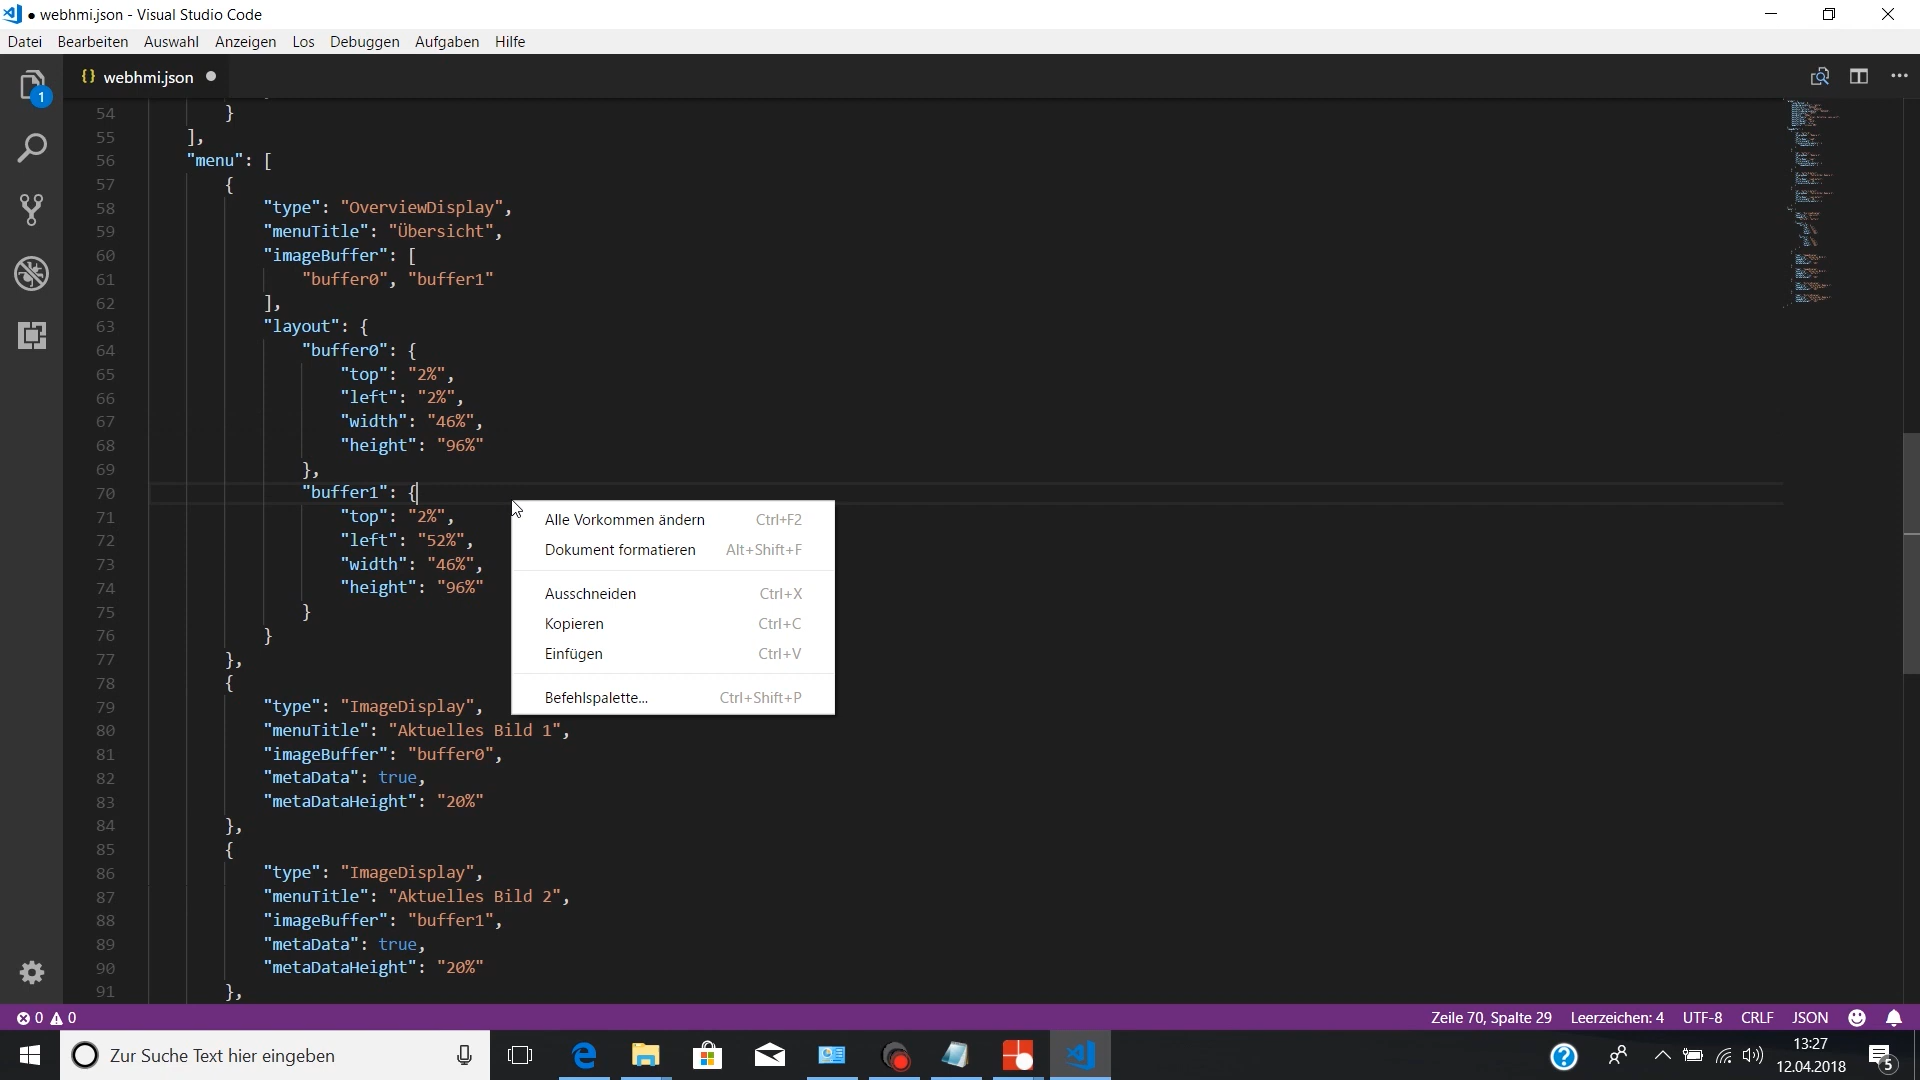 ● webhmi.json - Visual Studio Code
Datei Bearbeiten Auswahl Anzeigen Los Debuggen Aufgaben Hilfe
1
{} webhmi.json ●
54 }
55 ],
56 "menu": [
57 {
58 "type": "OverviewDisplay",
59 "menuTitle": "Übersicht",
60 "imageBuffer": [
61 "buffer0", "buffer1"
62 ],
63 "layout": {
64 "buffer0": {
65 "top": "2%",
66 "left": "2%",
67 "width": "46%",
68 "height": "96%"
69 },
70 "buffer1": {
71 "top": "2%",
72 "left": "52%",
73 "width": "46%",
74 "height": "96%"
75 }
76 }
77 },
78 {
79 "type": "ImageDisplay",
80 "menuTitle": "Aktuelles Bild 1",
81 "imageBuffer": "buffer0",
82 "metaData": true,
83 "metaDataHeight": "20%"
84 },
85 {
86 "type": "ImageDisplay",
87 "menuTitle": "Aktuelles Bild 2",
88 "imageBuffer": "buffer1",
89 "metaData": true,
90 "metaDataHeight": "20%"
91 },
Alle Vorkommen ändern Ctrl+F2
Dokument formatieren Alt+Shift+F
Ausschneiden Ctrl+X
Kopieren Ctrl+C
Einfügen Ctrl+V
Befehlspalette... Ctrl+Shift+P
0 0 Zeile 70, Spalte 29 Leerzeichen: 4 UTF-8 CRLF JSON
Zur Suche Text hier eingeben
13:27
12.04.2018
5